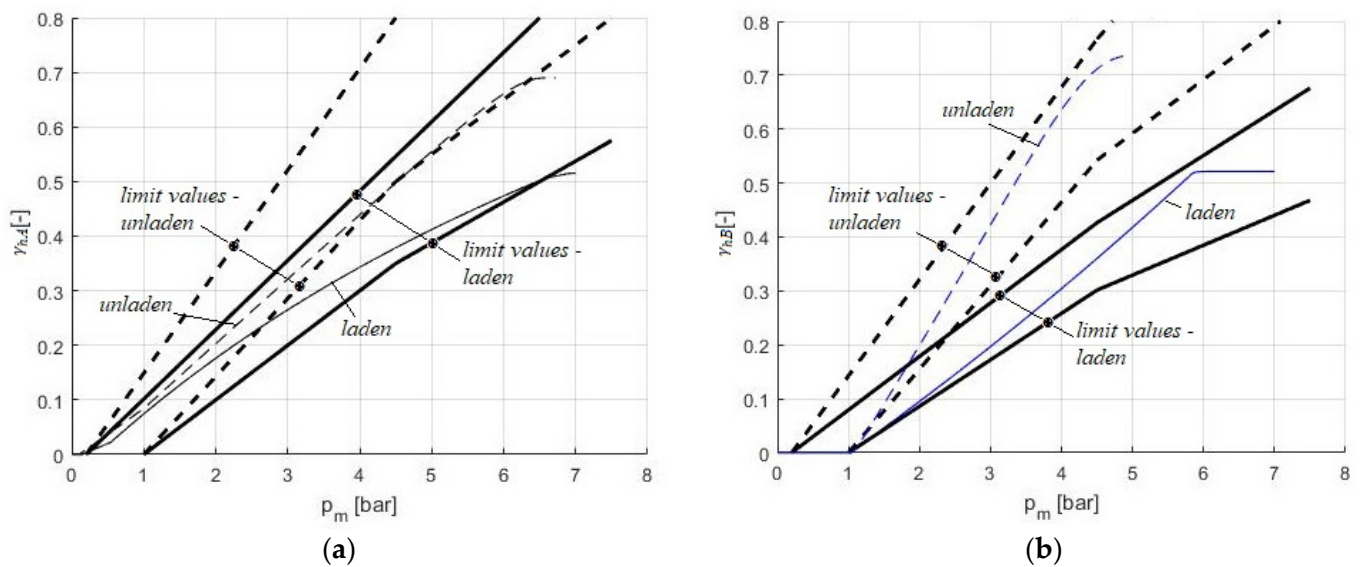 0.8
0.7
0.6
0.5
0.4
0.3
0.2
0.1
0
γhA[-]
limit values -
unladen
unladen
limit values -
laden
laden
0 1 2 3 4 5 6 7 8
pm [bar]
(a)
0.8
0.7
0.6
0.5
0.4
0.3
0.2
0.1
0
γhB[-]
unladen
limit values -
unladen
laden
limit values -
laden
0 1 2 3 4 5 6 7 8
pm [bar]
(b)